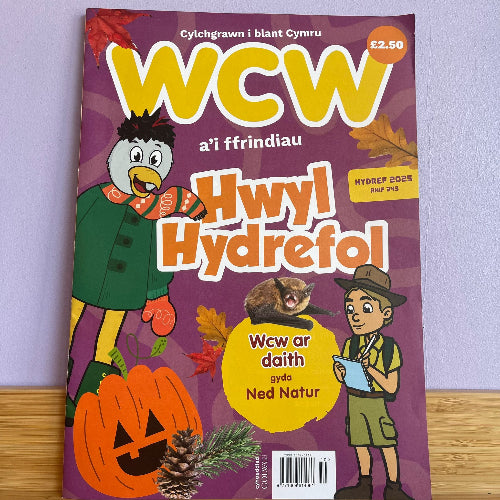 Cylchgrawn i blant Cymru
£2.50
WCW
a'i ffrindiau
HYDREF 2025
Hwyl
Hydrefol
Wcw ar
daith
gyda
Ned Natur